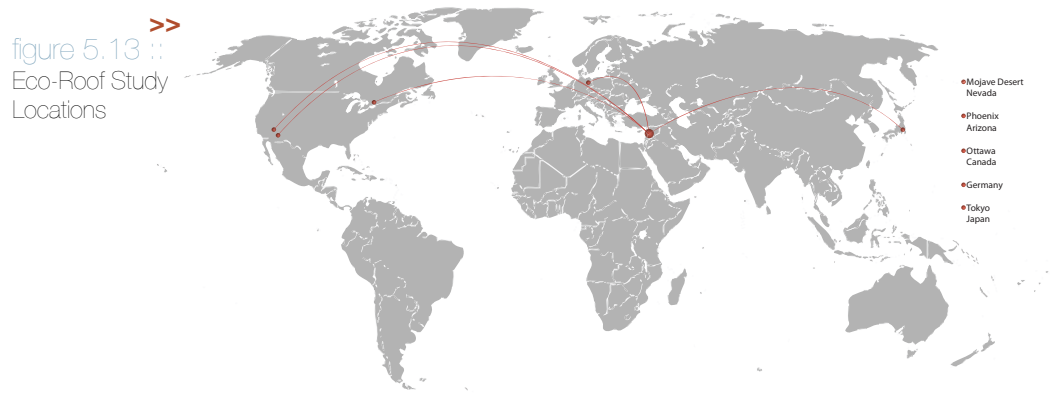 >>
figure 5.13 ::
Eco-Roof Study
Locations
Mojave Desert
Nevada
Phoenix
Arizona
Ottawa
Canada
Germany
Tokyo
Japan